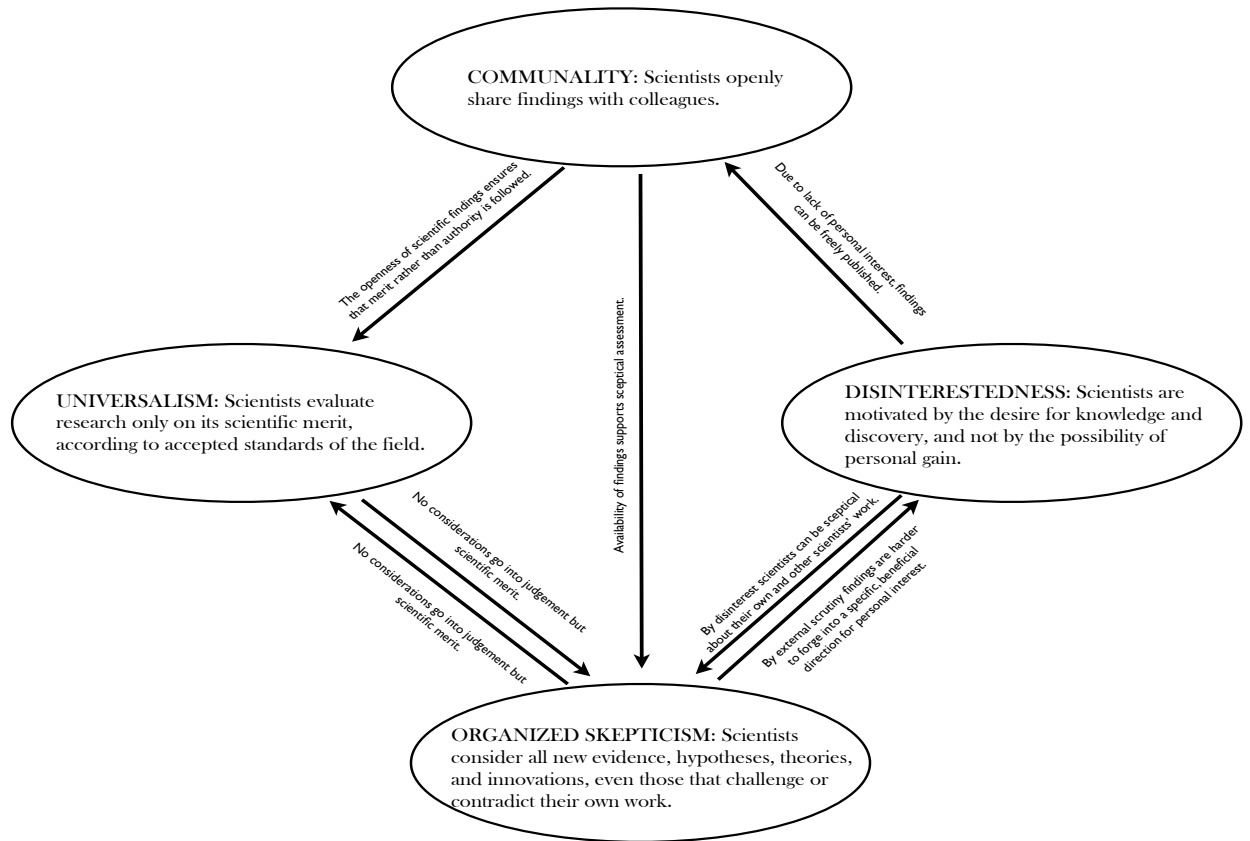 COMMUNALITY: Scientists openly
share findings with colleagues.
The openness of scientific findings ensures
that merit rather than authority is followed.
Due to lack of personal interest, findings
can be freely published.
Availability of findings supports sceptical assessment.
UNIVERSALISM: Scientists evaluate
research only on its scientific merit,
according to accepted standards of the field.
DISINTERESTEDNESS: Scientists are
motivated by the desire for knowledge and
discovery, and not by the possibility of
personal gain.
No considerations go into judgement but
scientific merit.
No considerations go into judgement but
scientific merit.
By disinterest scientists can be sceptical
about their own and other scientists' work.
By external scrutiny findings are harder
to forge into a specific, beneficial
direction for personal interest.
ORGANIZED SKEPTICISM: Scientists
consider all new evidence, hypotheses, theories,
and innovations, even those that challenge or
contradict their own work.